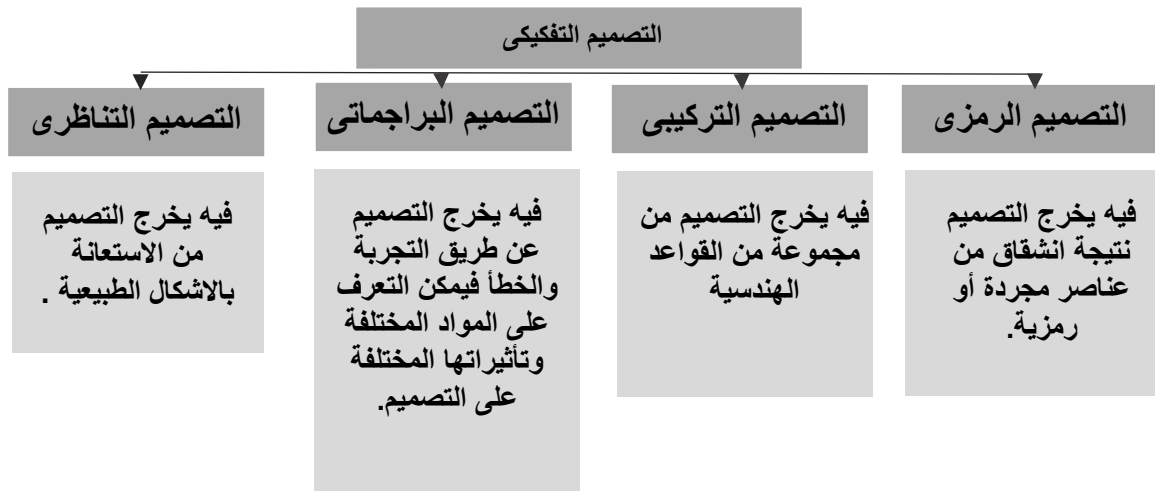 التصميم التفكيكى
التصميم الرمزى
فيه يخرج التصميم
نتيجة انشقاق من
عناصر مجردة أو
رمزية.
التصميم التركيبى
فيه يخرج التصميم من
مجموعة من القواعد
الهندسية
التصميم البراجماتى
فيه يخرج التصميم
عن طريق التجربة
والخطأ فيمكن التعرف
على المواد المختلفة
وتأثيراتها المختلفة
على التصميم.
التصميم التناظرى
فيه يخرج التصميم
من الاستعانة
بالاشكال الطبيعية .